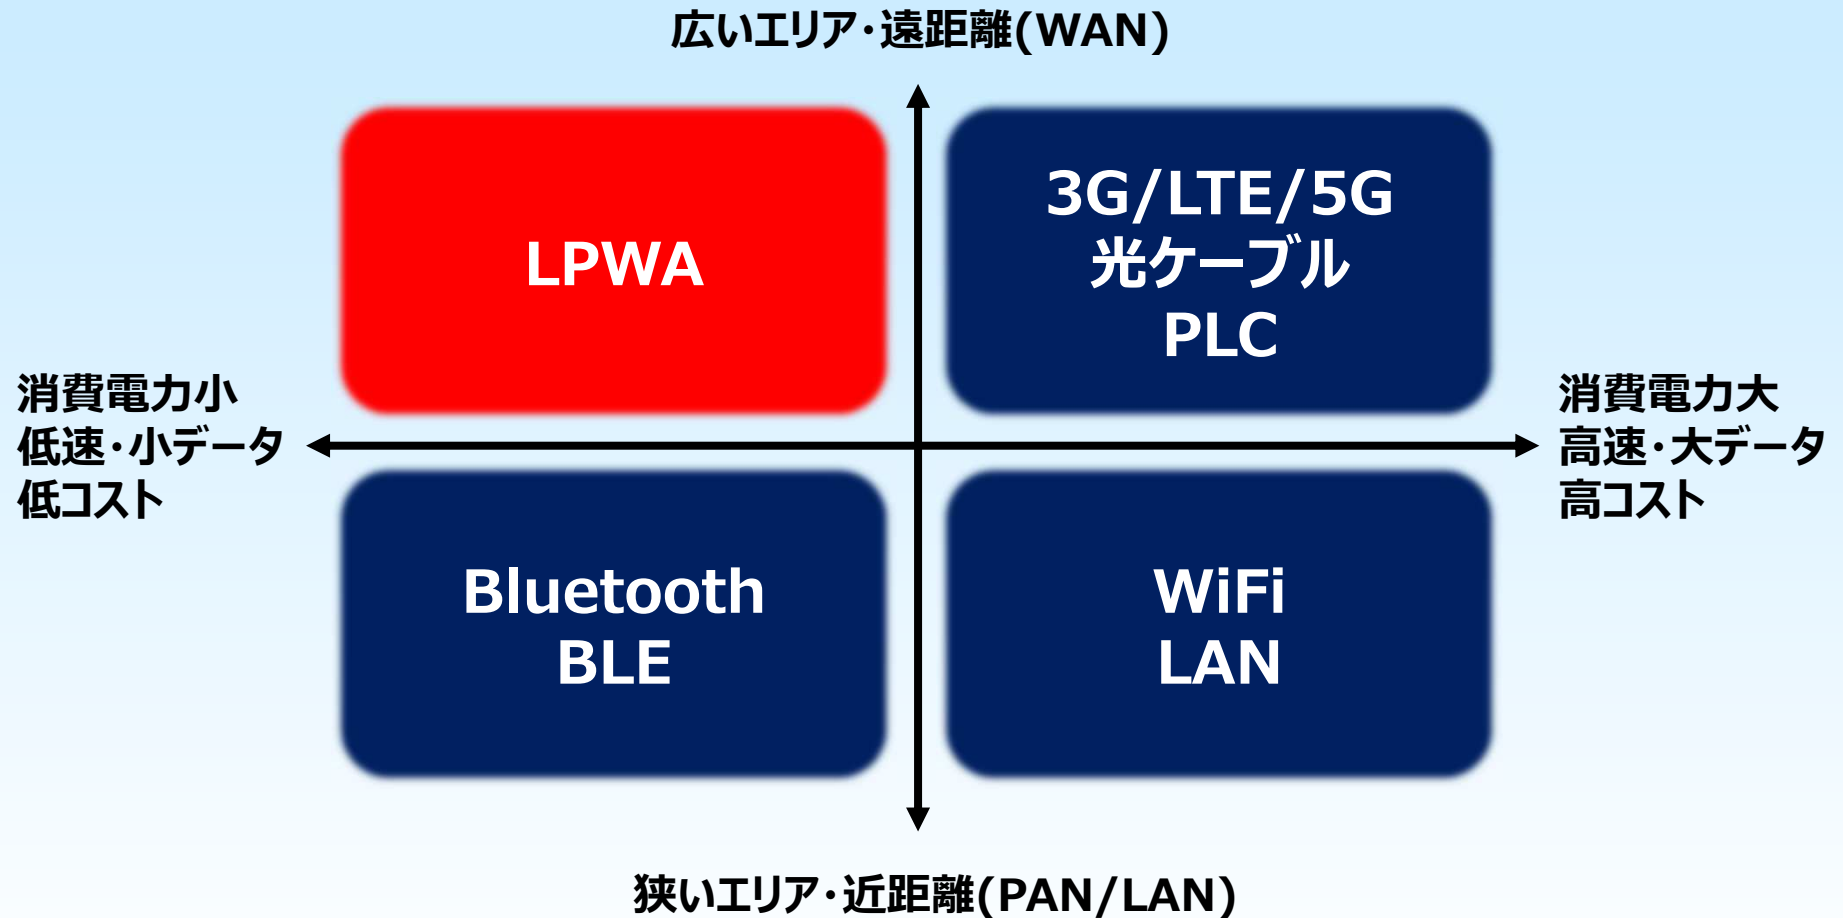 広いエリア・遠距離(WAN)
LPWA
3G/LTE/5G
光ケーブル
PLC
消費電力小
低速・小データ
低コスト
消費電力大
高速・大データ
高コスト
Bluetooth
BLE
WiFi
LAN
狭いエリア・近距離(PAN/LAN)